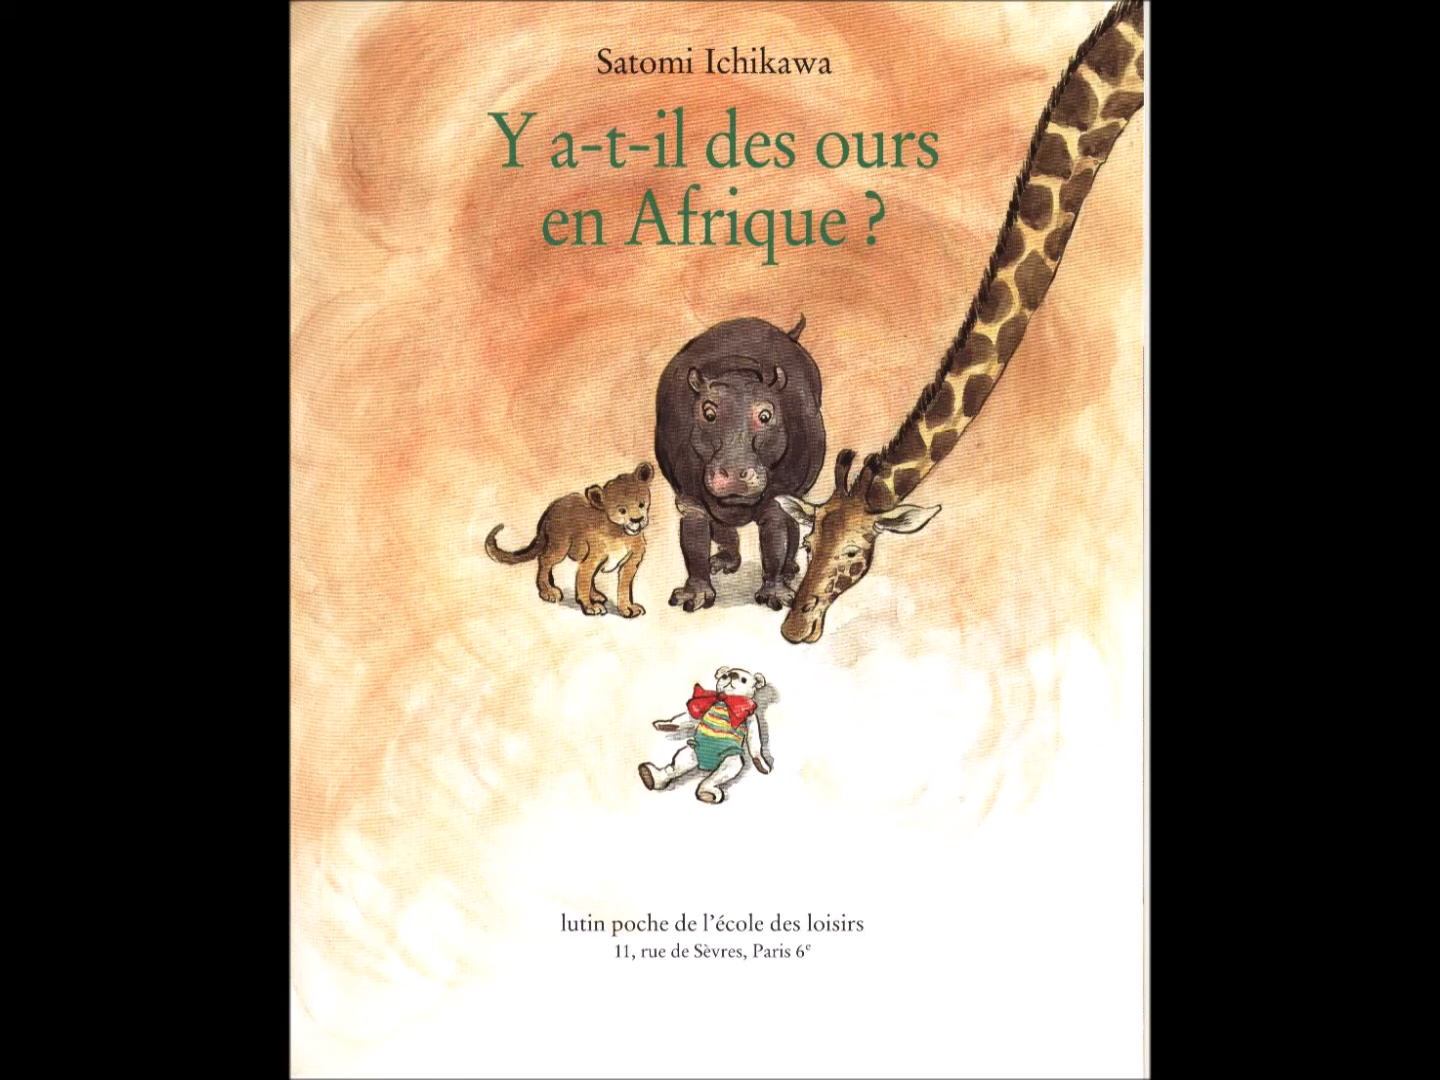 Satomi Ichikawa
Y a-t-il des ours
en Afrique ?
lutin poche de l'école des loisirs
11, rue de Sèvres, Paris 6e